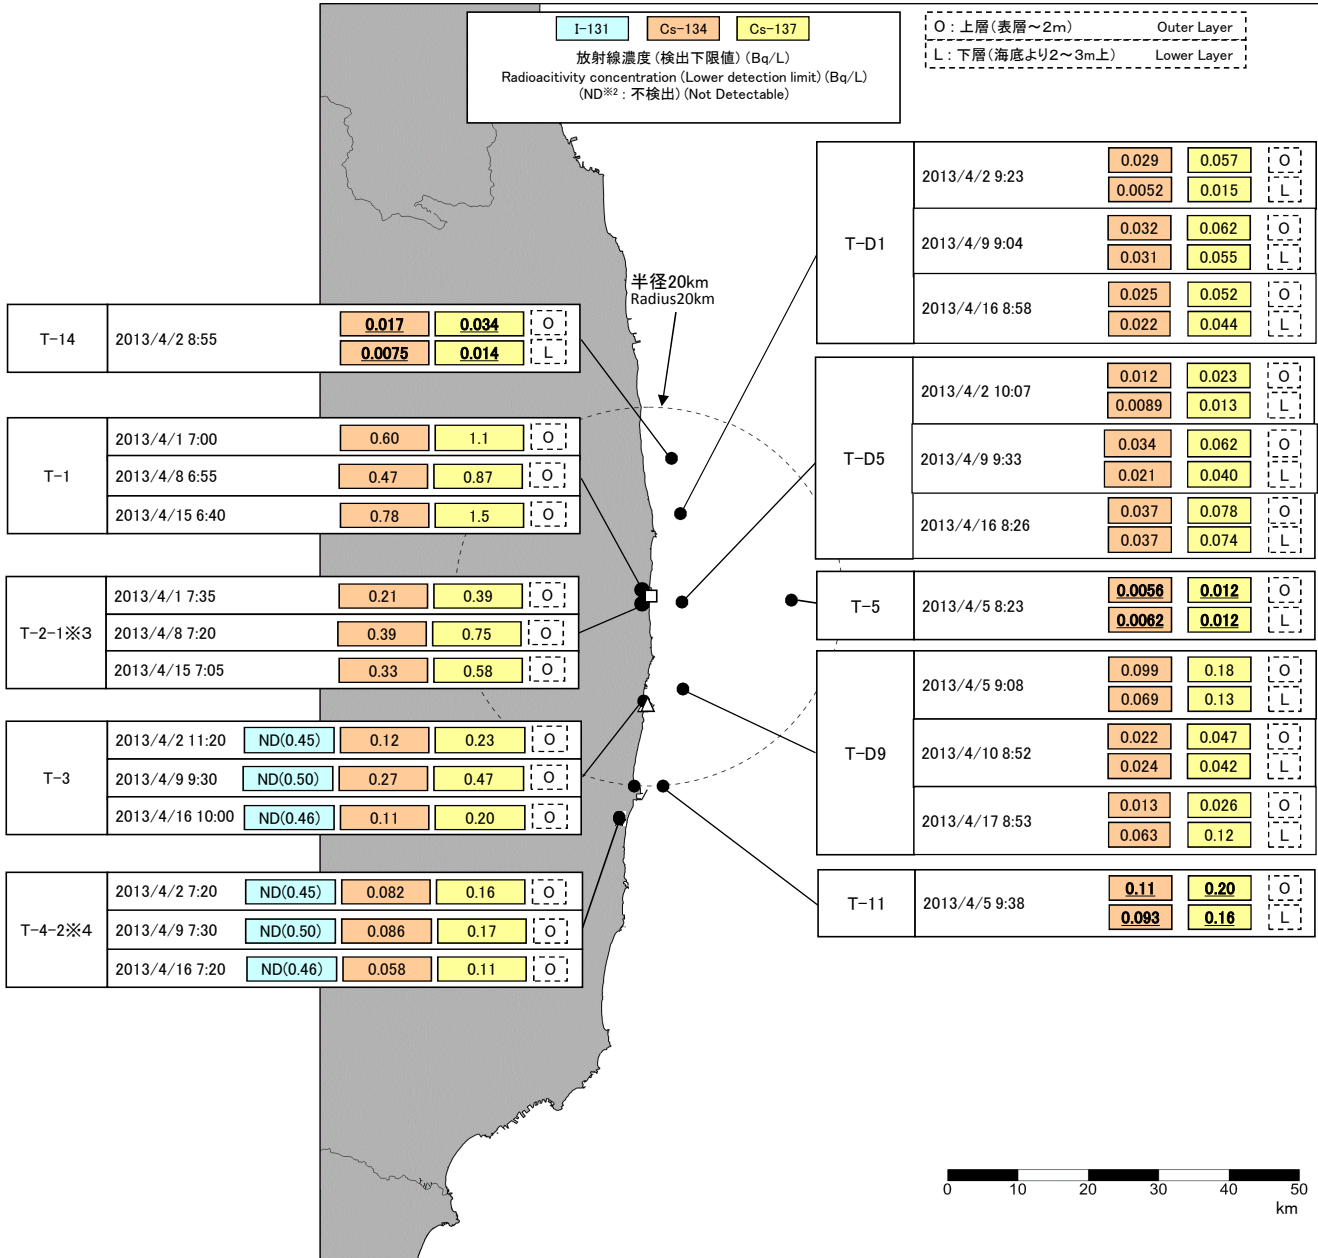 I-131 Cs-134 Cs-137
放射線濃度(検出下限値)(Bq/L)
Radioacitivity concentration (Lower detection limit) (Bq/L)
(ND※2:不検出)(Not Detectable)
O:上層(表層～2m) Outer Layer
L:下層(海底より2～3m上) Lower Layer
半径20km
Radius20km
T-14
2013/4/2 8:55 0.017 0.034 O
0.0075 0.014 L
T-1
2013/4/1 7:00 0.60 1.1 O
2013/4/8 6:55 0.47 0.87 O
2013/4/15 6:40 0.78 1.5 O
T-2-1※3
2013/4/1 7:35 0.21 0.39 O
2013/4/8 7:20 0.39 0.75 O
2013/4/15 7:05 0.33 0.58 O
T-3
2013/4/2 11:20 ND(0.45) 0.12 0.23 O
2013/4/9 9:30 ND(0.50) 0.27 0.47 O
2013/4/16 10:00 ND(0.46) 0.11 0.20 O
T-4-2※4
2013/4/2 7:20 ND(0.45) 0.082 0.16 O
2013/4/9 7:30 ND(0.50) 0.086 0.17 O
2013/4/16 7:20 ND(0.46) 0.058 0.11 O
T-D1
2013/4/2 9:23 0.029 0.057 O
0.0052 0.015 L
2013/4/9 9:04 0.032 0.062 O
0.031 0.055 L
2013/4/16 8:58 0.025 0.052 O
0.022 0.044 L
T-D5
2013/4/2 10:07 0.012 0.023 O
0.0089 0.013 L
2013/4/9 9:33 0.034 0.062 O
0.021 0.040 L
2013/4/16 8:26 0.037 0.078 O
0.037 0.074 L
T-5
2013/4/5 8:23 0.0056 0.012 O
0.0062 0.012 L
T-D9
2013/4/5 9:08 0.099 0.18 O
0.069 0.13 L
2013/4/10 8:52 0.022 0.047 O
0.024 0.042 L
2013/4/17 8:53 0.013 0.026 O
0.063 0.12 L
T-11
2013/4/5 9:38 0.11 0.20 O
0.093 0.16 L
0 10 20 30 40 50
km